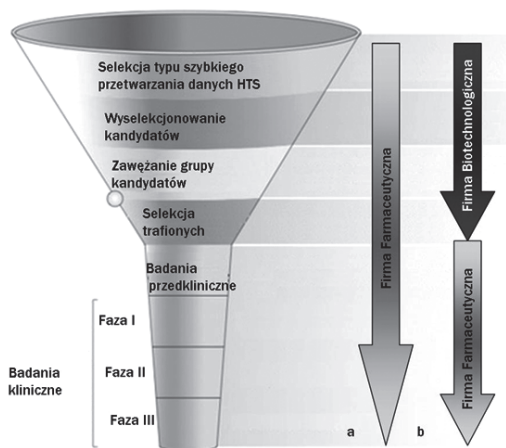 Selekcja typu szybkiego
przetwarzania danych HTS
Wyselekcjonowanie
kandydatów
Zawężanie grupy
kandydatów
Selekcja
trafionych
Badania
przedkliniczne
Faza I
Badania
kliniczne
Faza II
Faza III
Firma Farmaceutyczna
a
Firma Biotechnologiczna
Firma Farmaceutyczna
b